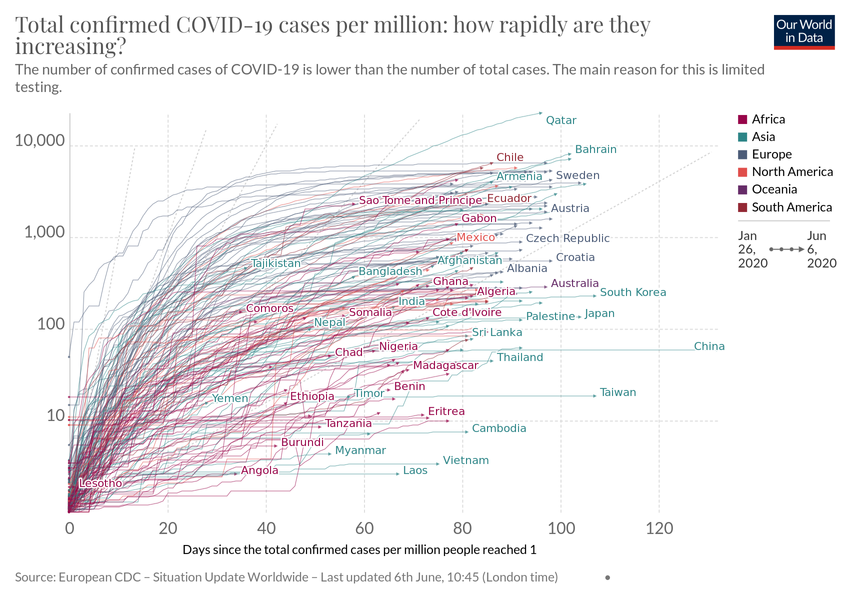 Total confirmed COVID-19 cases per million: how rapidly are they
increasing?
Our World
in Data
The number of confirmed cases of COVID-19 is lower than the number of total cases. The main reason for this is limited
testing.
10,000
1,000
100
10
0
20
40
60
80
100
120
Days since the total confirmed cases per million people reached 1
Qatar
Bahrain
Chile
Armenia
Sweden
Sao Tome and Principe
Ecuador
Austria
Gabon
Mexico
Czech Republic
Tajikistan
Afghanistan
Croatia
Bangladesh
Albania
Ghana
Australia
Algeria
South Korea
India
Comoros
Somalia
Cote d'Ivoire
Palestine
Japan
Nepal
Sri Lanka
Nigeria
China
Chad
Thailand
Madagascar
Benin
Yemen
Ethiopia
Timor
Taiwan
Eritrea
Tanzania
Cambodia
Burundi
Myanmar
Vietnam
Angola
Laos
Lesotho
Africa
Asia
Europe
North America
Oceania
South America
Jan
26,
2020
Jun
6,
2020
Source: European CDC – Situation Update Worldwide – Last updated 6th June, 10:45 (London time)